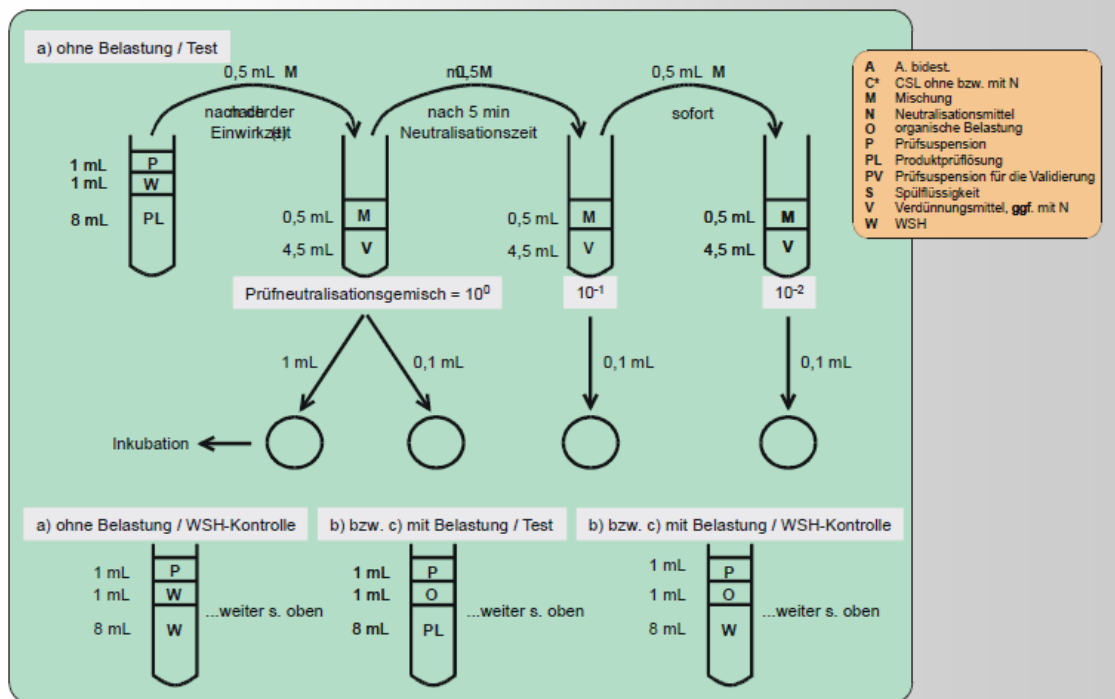 a) ohne Belastung / Test
0,5 mL M
0,5 mL M
nach 5 min
Neutralisationszeit
sofort
1 mL P
1 mL W
8 mL PL
0,5 mL M
4,5 mL V
0,5 mL M
4,5 mL V
0,5 mL M
4,5 mL V
Prüfneutralisationsgemisch = 10⁰
10⁻¹
10⁻²
1 mL
0,1 mL
0,1 mL
0,1 mL
Inkubation
a) ohne Belastung / WSH-Kontrolle
1 mL P
1 mL W
8 mL W
...weiter s. oben
b) bzw. c) mit Belastung / Test
1 mL P
1 mL O
8 mL PL
...weiter s. oben
b) bzw. c) mit Belastung / WSH-Kontrolle
1 mL P
1 mL O
8 mL W
...weiter s. oben
A A. bidest.
C* CSL ohne bzw. mit N
M Mischung
N Neutralisationsmittel
O organische Belastung
P Prüfsuspension
PL Produktprüflösung
PV Prüfsuspension für die Validierung
S Spülflüssigkeit
V Verdünnungsmittel, ggf. mit N
W WSH